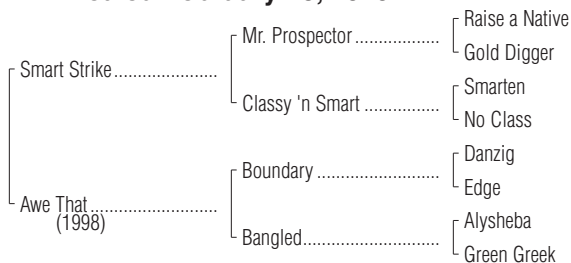 Raise a Native
Mr. Prospector
Gold Digger
Smart Strike
Smarten
Classy 'n Smart
No Class
Danzig
Boundary
Edge
Awe That
(1998)
Alysheba
Bangled
Green Greek